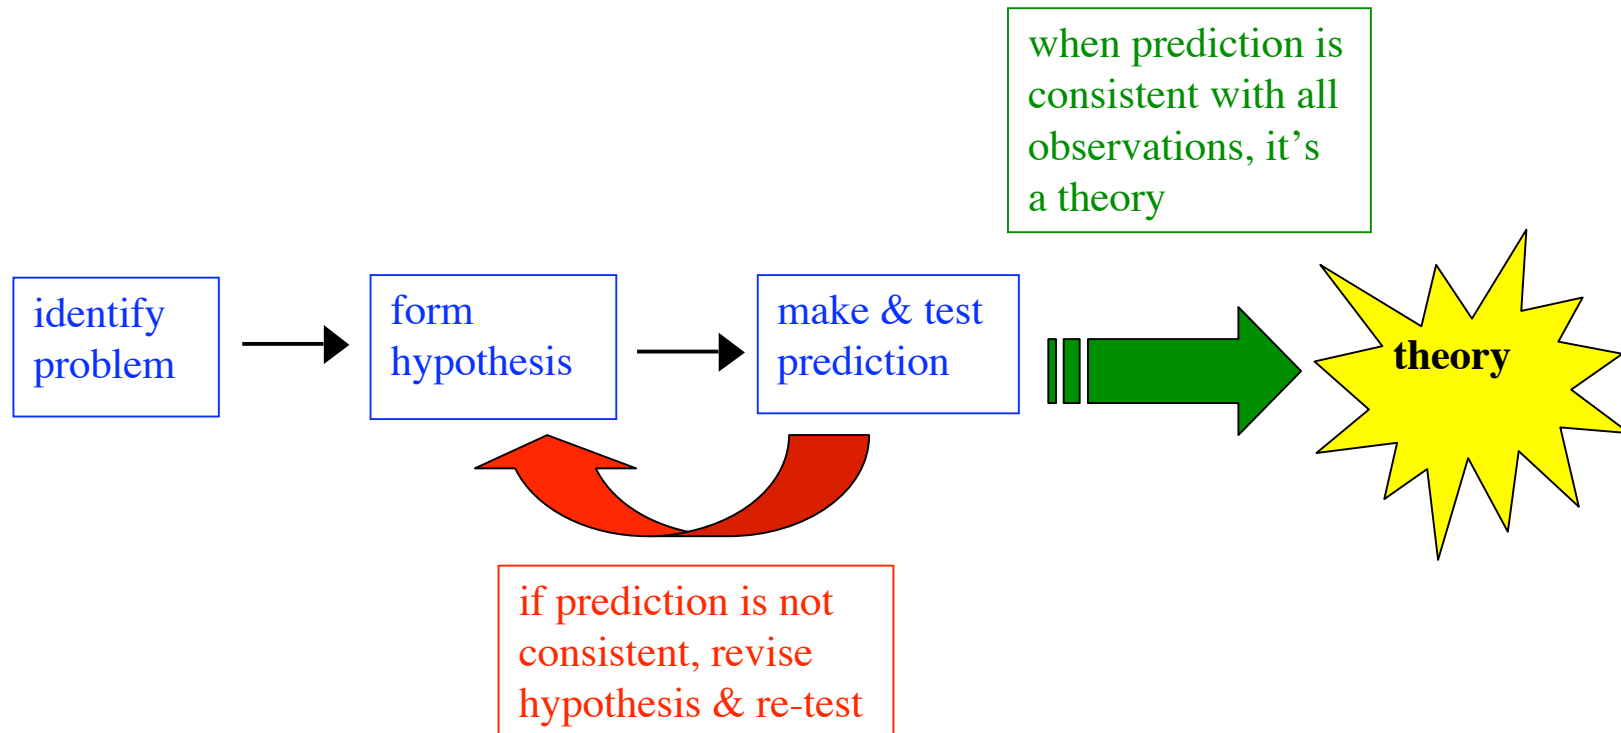 when prediction is
consistent with all
observations, it’s
a theory
identify
problem
form
hypothesis
make & test
prediction
theory
if prediction is not
consistent, revise
hypothesis & re-test